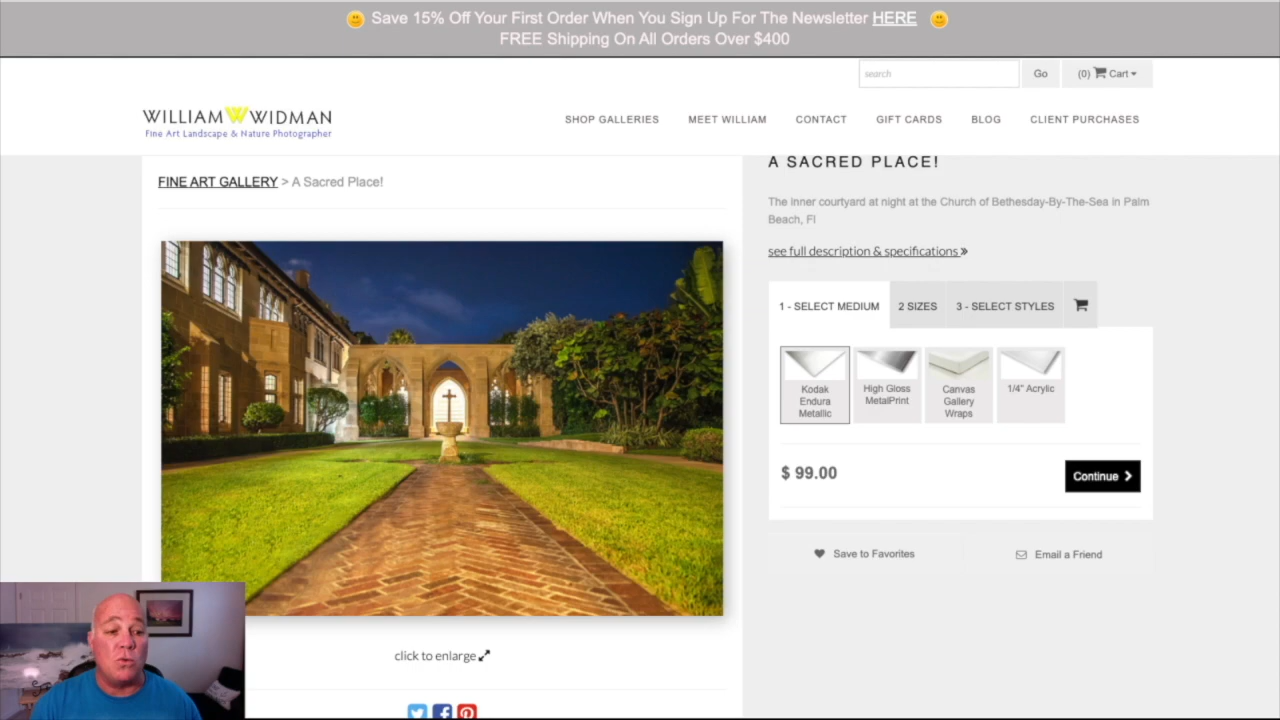 Save 15% Off Your First Order When You Sign Up For The Newsletter HERE
FREE Shipping On All Orders Over $400
search
Go
(0) Cart
WILLIAM WIDMAN
Fine Art Landscape & Nature Photographer
SHOP GALLERIES
MEET WILLIAM
CONTACT
GIFT CARDS
BLOG
CLIENT PURCHASES
FINE ART GALLERY > A Sacred Place!
A SACRED PLACE!
The inner courtyard at night at the Church of Bethesday-By-The-Sea in Palm
Beach, Fl
see full description & specifications »
1 - SELECT MEDIUM
2 SIZES
3 - SELECT STYLES
Kodak
Endura
Metallic
High Gloss
MetalPrint
Canvas
Gallery
Wraps
1/4" Acrylic
$ 99.00
Continue
Save to Favorites
Email a Friend
click to enlarge